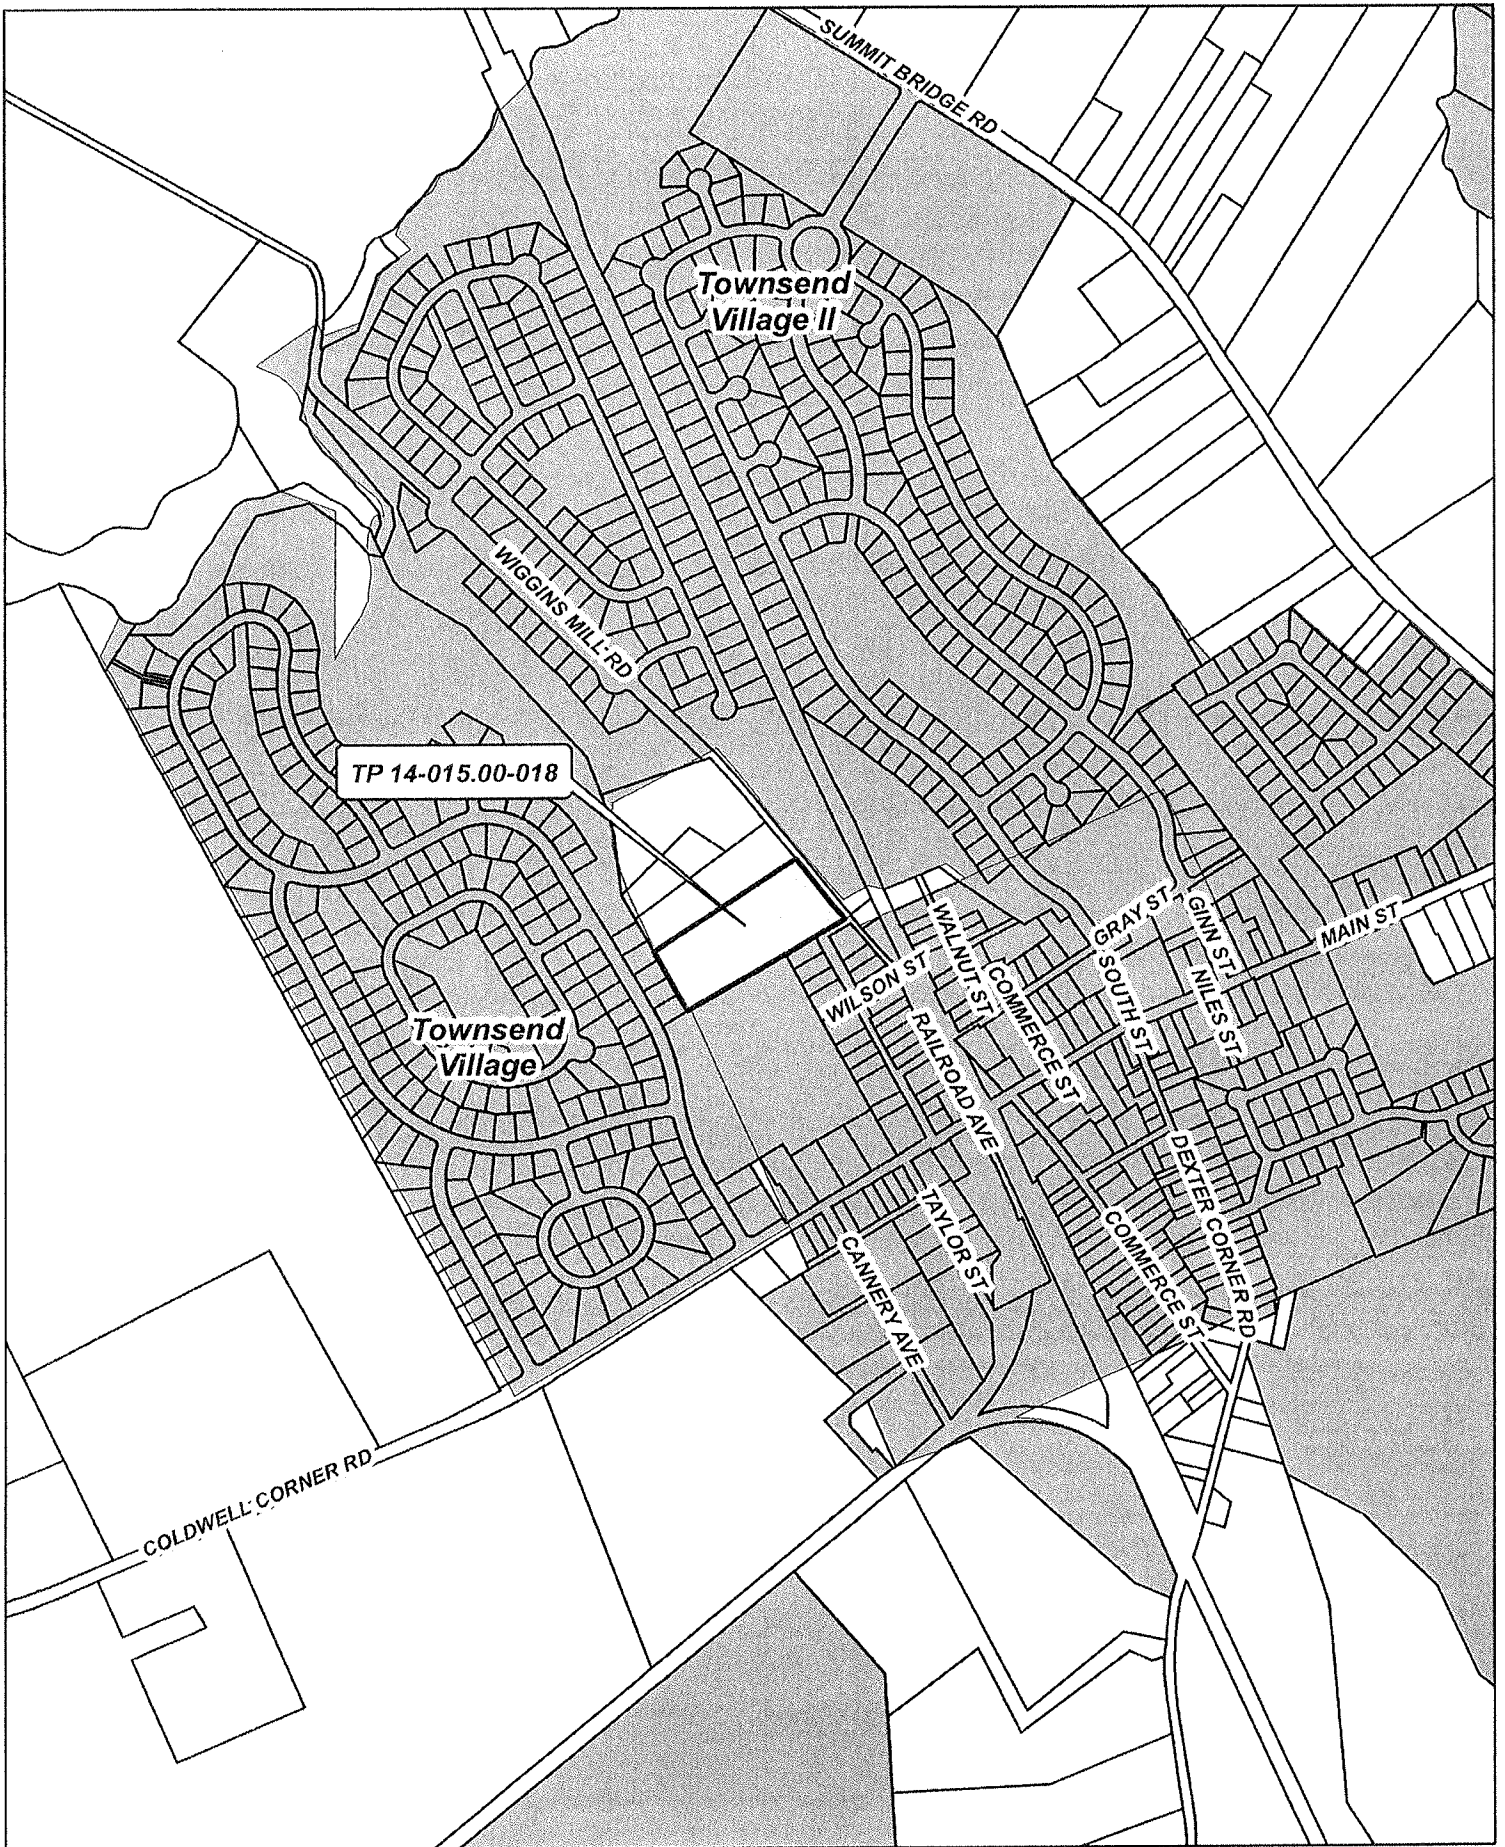 SUMMIT BRIDGE RD
Townsend
Village II
WIGGINS MILL RD
TP 14-015.00-018
WALNUT ST
GRAY ST
GINN ST
MAIN ST
WILSON ST
COMMERCE ST
SOUTH ST
NILES ST
Townsend
Village
RAILROAD AVE
DEXTER CORNER RD
TAYLOR ST
COMMERCE ST
CANNERY AVE
COLDWELL CORNER RD